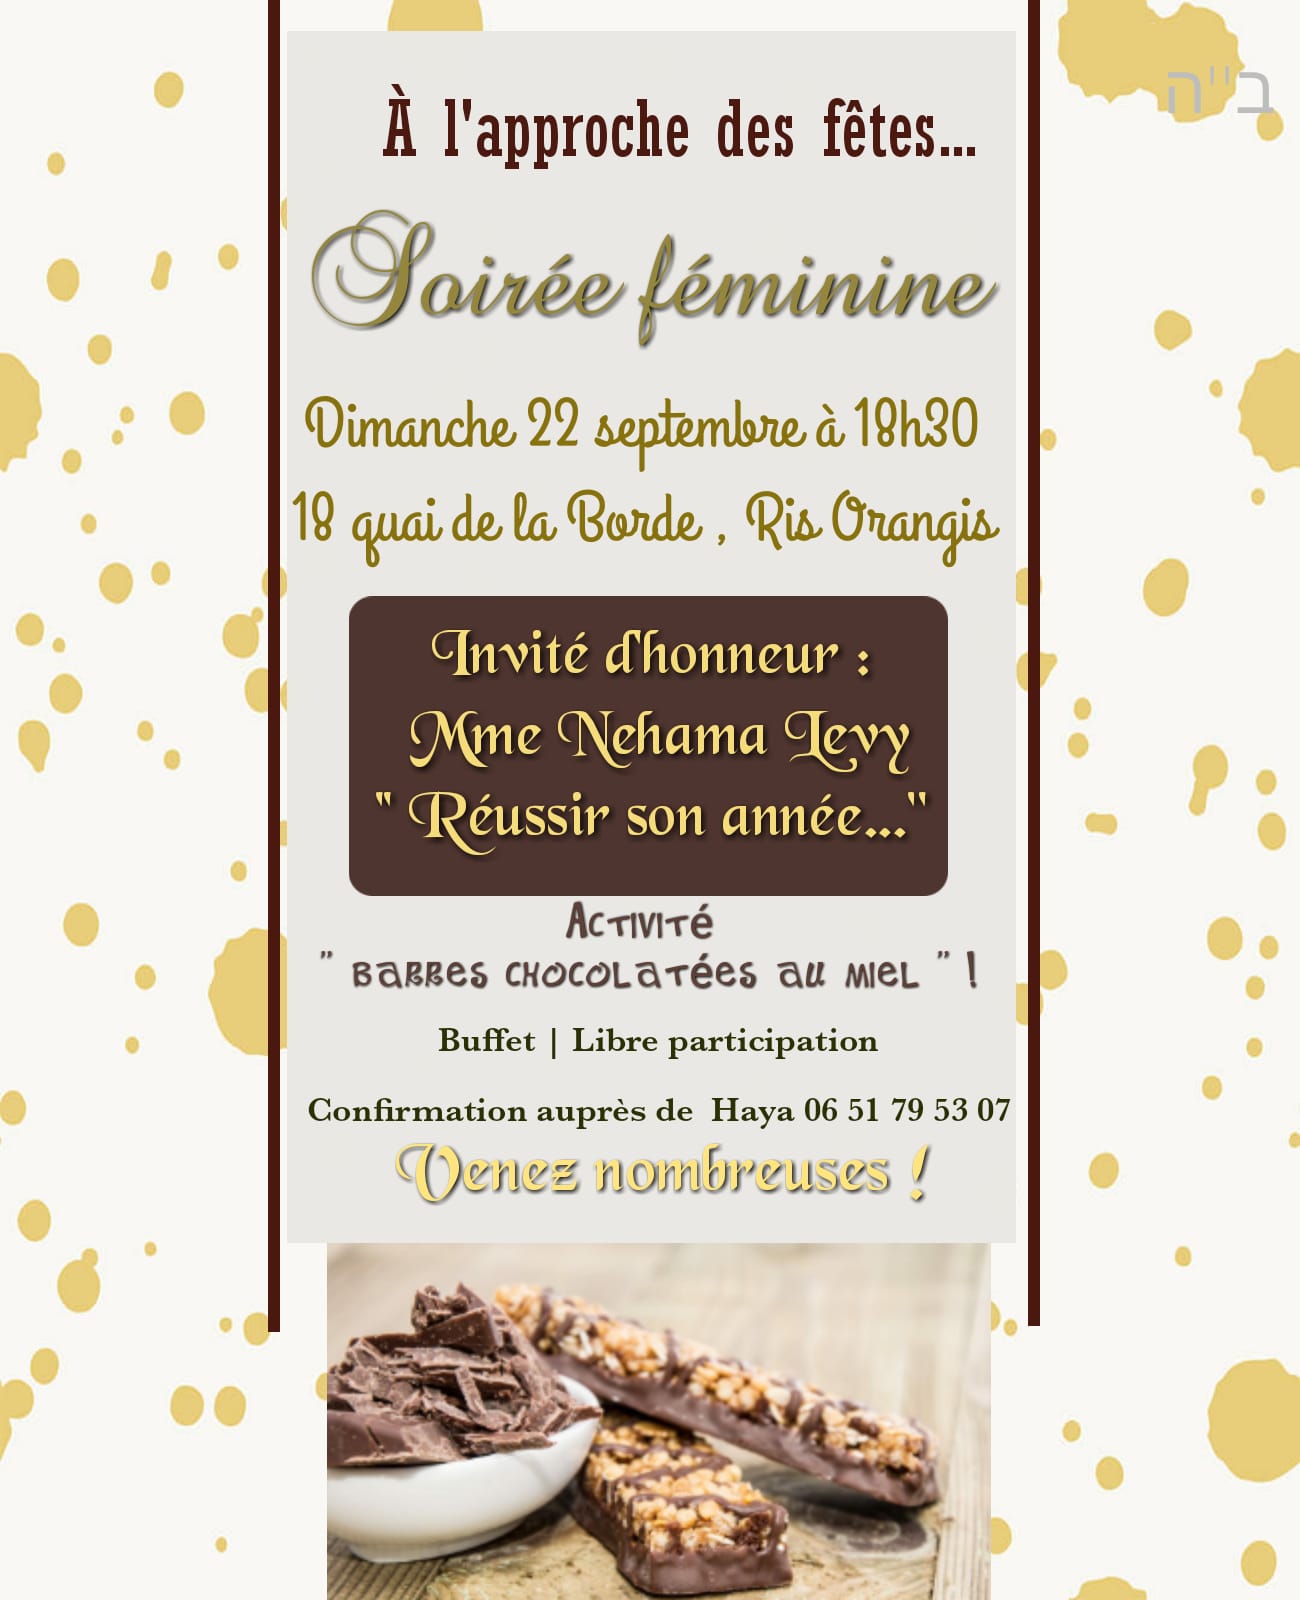 ב''ה
À l'approche des fêtes...
Soirée féminine
Dimanche 22 septembre à 18h30
18 quai de la Borde , Ris Orangis
Invité d'honneur :
Mme Nehama Levy
" Réussir son année..."
Activité
" barres chocolatées au miel " !
Buffet | Libre participation
Confirmation auprès de Haya 06 51 79 53 07
Venez nombreuses !